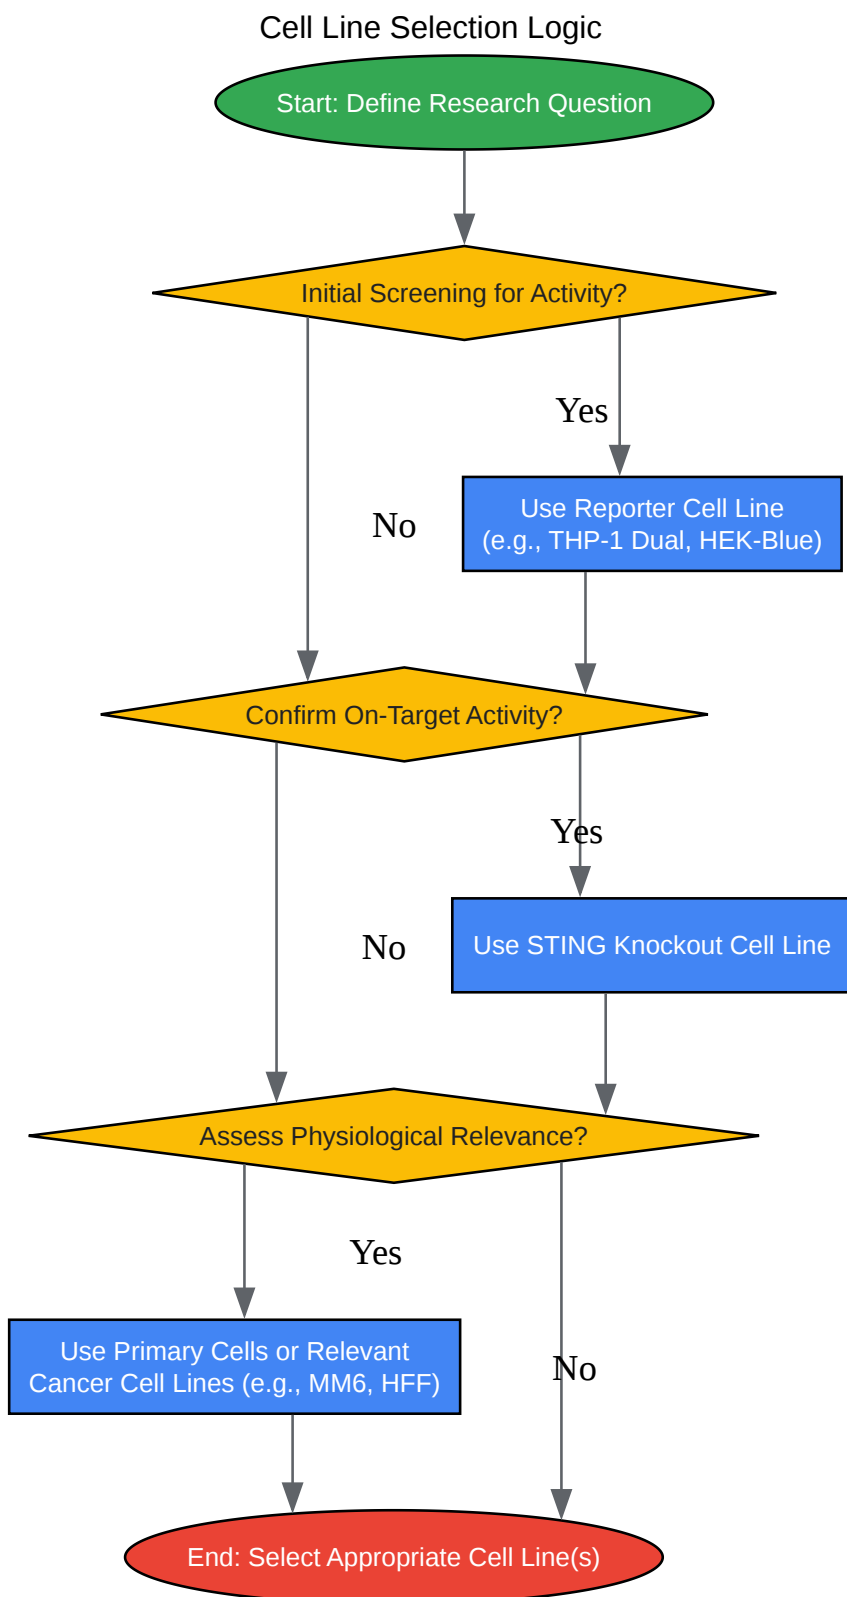 Cell Line Selection Logic
Start: Define Research Question
Initial Screening for Activity?
Yes
Use Reporter Cell Line
(e.g., THP-1 Dual, HEK-Blue)
No
Confirm On-Target Activity?
Yes
Use STING Knockout Cell Line
No
Assess Physiological Relevance?
Yes
Use Primary Cells or Relevant
Cancer Cell Lines (e.g., MM6, HFF)
No
End: Select Appropriate Cell Line(s)